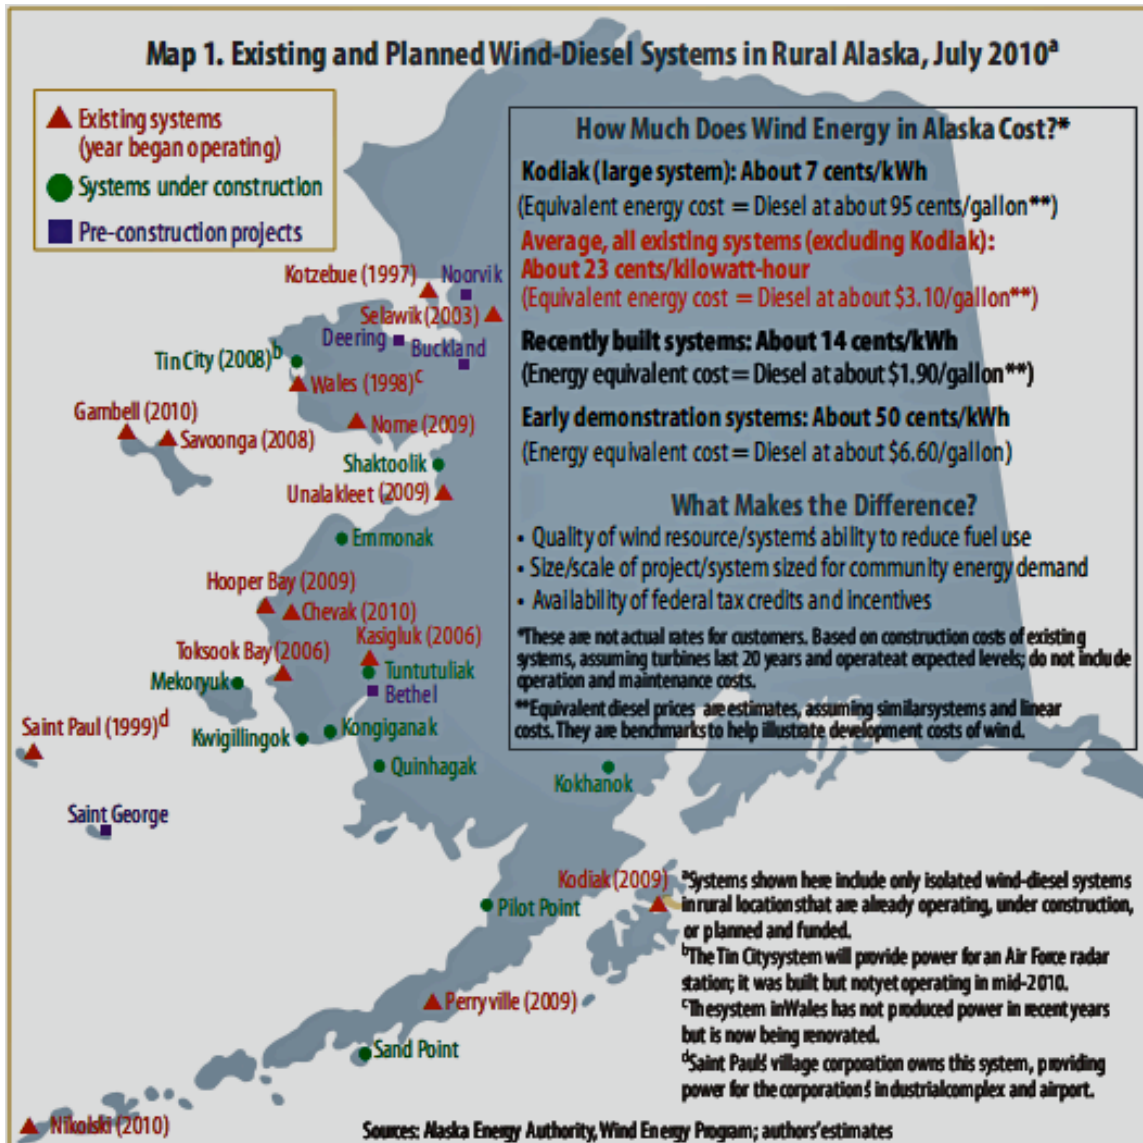 Map 1. Existing and Planned Wind-Diesel Systems in Rural Alaska, July 2010a
Existing systems
(year began operating)
Systems under construction
Pre-construction projects
How Much Does Wind Energy in Alaska Cost?*
Kodiak (large system): About 7 cents/kWh
(Equivalent energy cost = Diesel at about 95 cents/gallon**)
Average, all existing systems (excluding Kodiak):
About 23 cents/kilowatt-hour
(Equivalent energy cost = Diesel at about $3.10/gallon**)
Recently built systems: About 14 cents/kWh
(Energy equivalent cost = Diesel at about $1.90/gallon**)
Early demonstration systems: About 50 cents/kWh
(Energy equivalent cost = Diesel at about $6.60/gallon)
What Makes the Difference?
• Quality of wind resource/systems' ability to reduce fuel use
• Size/scale of project/system sized for community energy demand
• Availability of federal tax credits and incentives
*These are not actual rates for customers. Based on construction costs of existing
systems, assuming turbines last 20 years and operateat expected levels; do not include
operation and maintenance costs.
**Equivalent diesel prices are estimates, assuming similarsystems and linear
costs. They are benchmarks to help illustrate development costs of wind.
Kotzebue (1997)
Noorvik
Selawik (2003)
Deering
Buckland
Tin City (2008)b
Wales (1998)c
Gambell (2010)
Savoonga (2008)
Nome (2009)
Shaktoolik
Unalakleet (2009)
Emmonak
Hooper Bay (2009)
Chevak (2010)
Kasigluk (2006)
Toksook Bay (2006)
Tuntutuliak
Mekoryuk
Bethel
Saint Paul (1999)d
Kwigillingok
Kongiganak
Quinhagak
Kokhanok
Saint George
Kodiak (2009)
Pilot Point
Perryville (2009)
Sand Point
Nikolski (2010)
aSystems shown here include only isolated wind-diesel systems
in rural locationsthat are already operating, under construction,
or planned and funded.
bThe Tin Citysystem will provide power for an Air Force radar
station; it was built but notyet operating in mid-2010.
cThesystem inWales has not produced power in recent years
but is now being renovated.
dSaint Paul's village corporation owns this system, providing
power for the corporation's industrialcomplex and airport.
Sources: Alaska Energy Authority, Wind Energy Program; authors' estimates